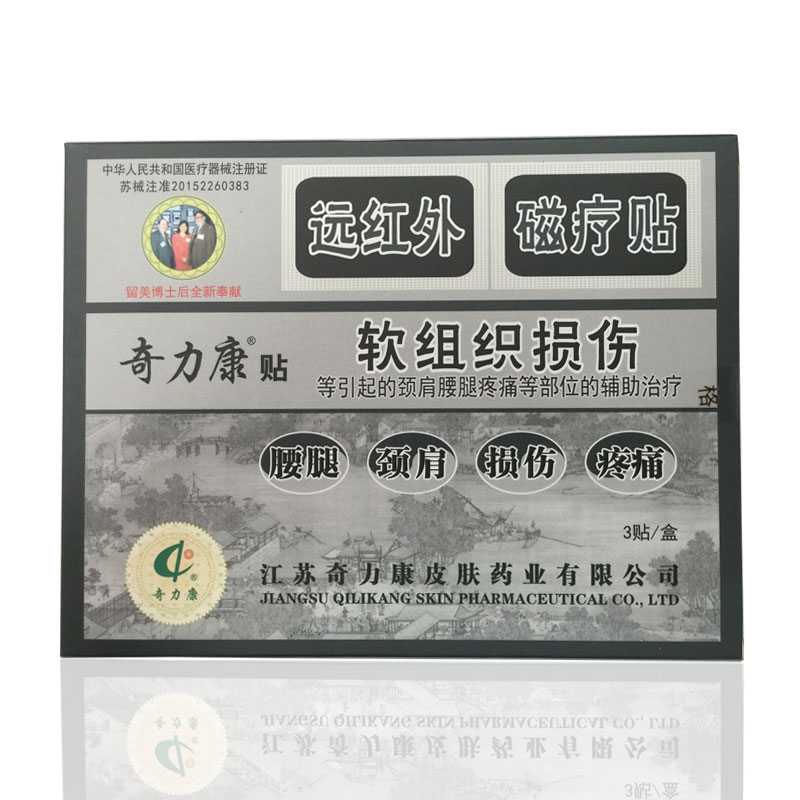 中华人民共和国医疗器械注册证
苏械注准20152260383
留美博士后全新奉献
远红外
磁疗贴
奇力康®贴
软组织损伤
等引起的颈肩腰腿疼痛等部位的辅助治疗
格
腰腿
颈肩
损伤
疼痛
3贴/盒
奇力康®
江苏奇力康皮肤药业有限公司
JIANGSU QILIKANG SKIN PHARMACEUTICAL CO., LTD